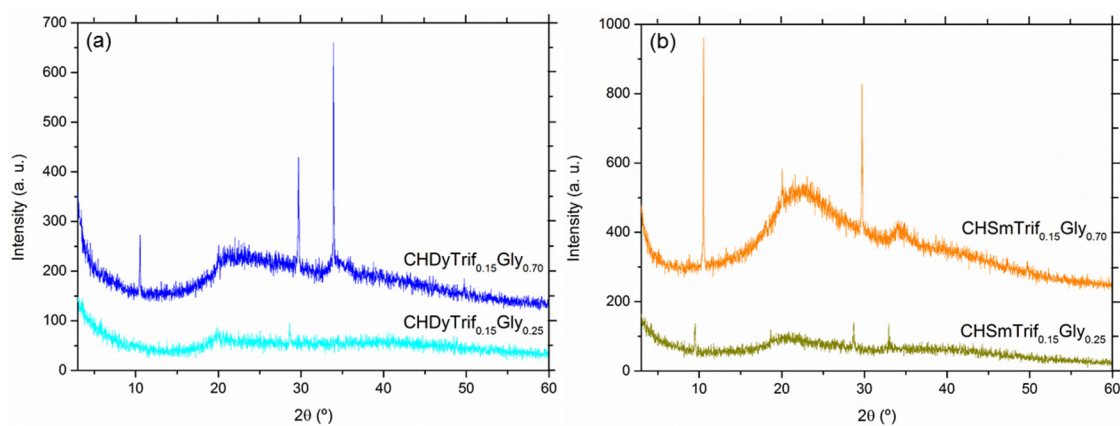 (a)
700
600
500
400
300
200
100
0
Intensity (a. u.)
CHDyTrif0.15Gly0.70
CHDyTrif0.15Gly0.25
10 20 30 40 50 60
2θ (º)
(b)
1000
800
600
400
200
0
Intensity (a. u.)
CHSmTrif0.15Gly0.70
CHSmTrif0.15Gly0.25
10 20 30 40 50 60
2θ (º)